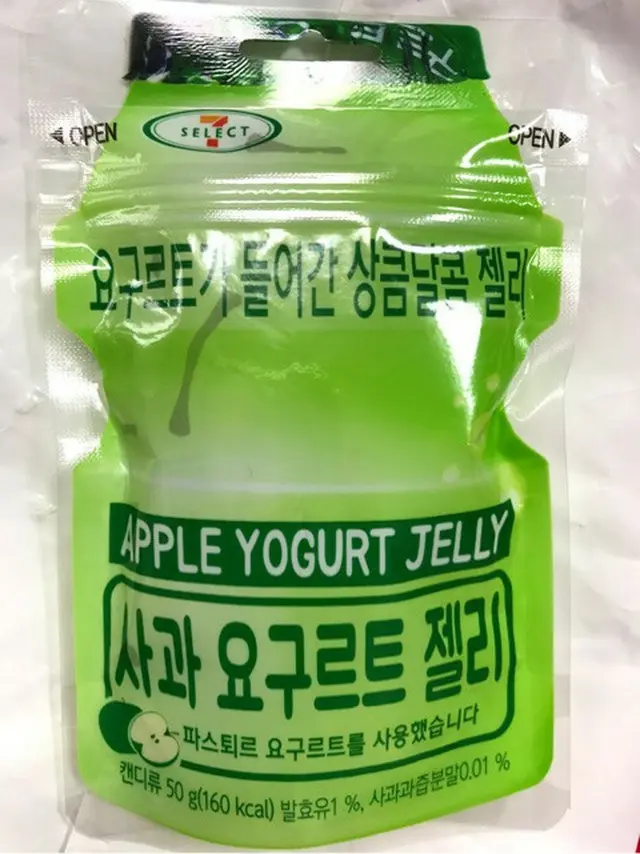 OPEN
7 SELECT
OPEN
요구르트가 들어간 상큼달콤 젤리
APPLE YOGURT JELLY
사과 요구르트 젤리
파스퇴르 요구르트를 사용했습니다
캔디류 50 g(160 kcal) 발효유1 %, 사과과즙분말0.01 %